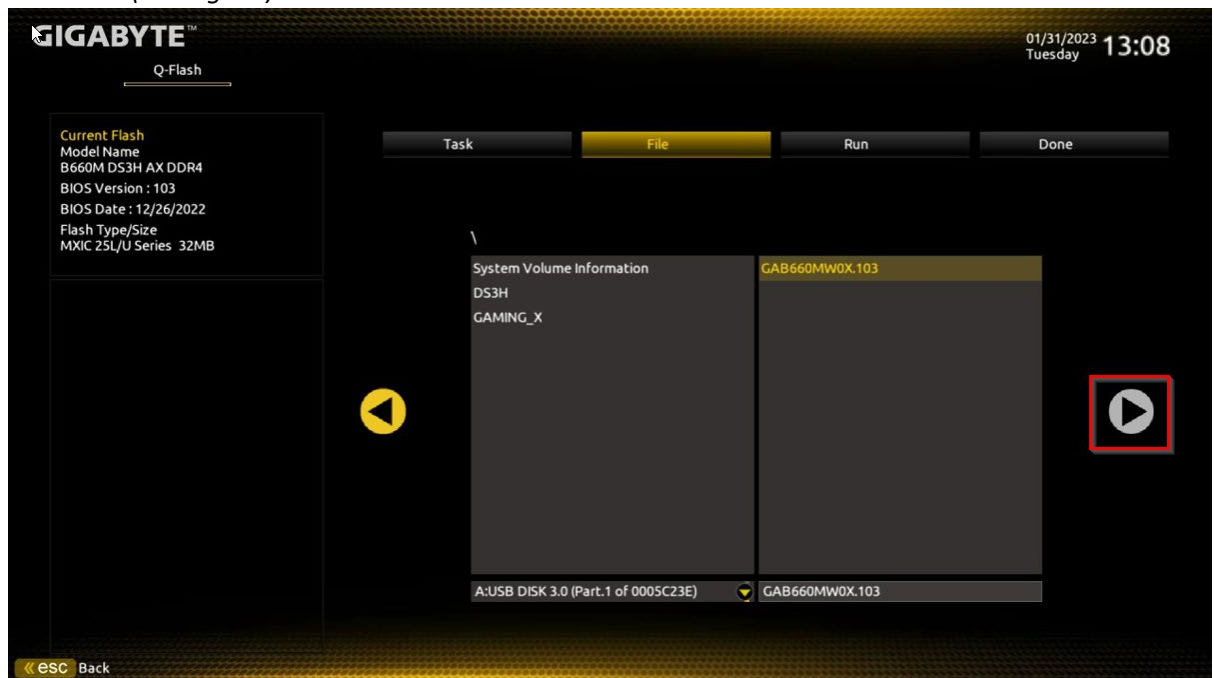 GIGABYTE™
Q-Flash
01/31/2023
Tuesday
13:08
Current Flash
Model Name
B660M DS3H AX DDR4
BIOS Version : 103
BIOS Date : 12/26/2022
Flash Type/Size
MXIC 25L/U Series 32MB
Task
File
Run
Done
\
System Volume Information
DS3H
GAMING_X
GAB660MW0X.103
A:USB DISK 3.0 (Part.1 of 0005C23E)
GAB660MW0X.103
esc Back